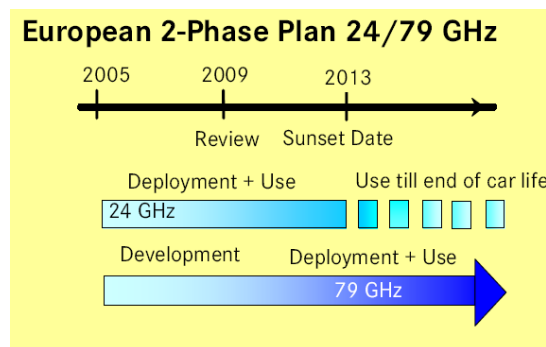 European 2-Phase Plan 24/79 GHz
2005 2009 2013
Review Sunset Date
Deployment + Use Use till end of car life
24 GHz
Development Deployment + Use
79 GHz